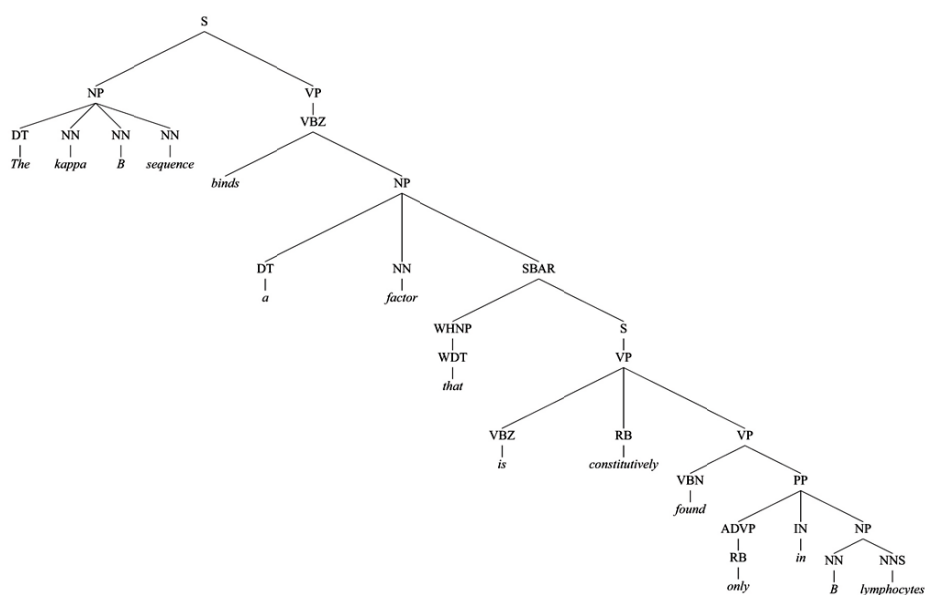 S
NP VP
VBZ
DT NN NN NN
The kappa B sequence
binds NP
DT NN SBAR
a factor
WHNP S
WDT VP
that
VBZ RB VP
is constitutively
VBN PP
found
ADVP IN NP
RB in NN NNS
only B lymphocytes